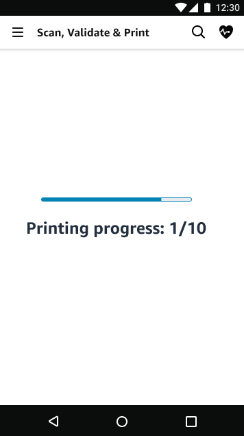 12:30
Scan, Validate & Print
Printing progress: 1/10